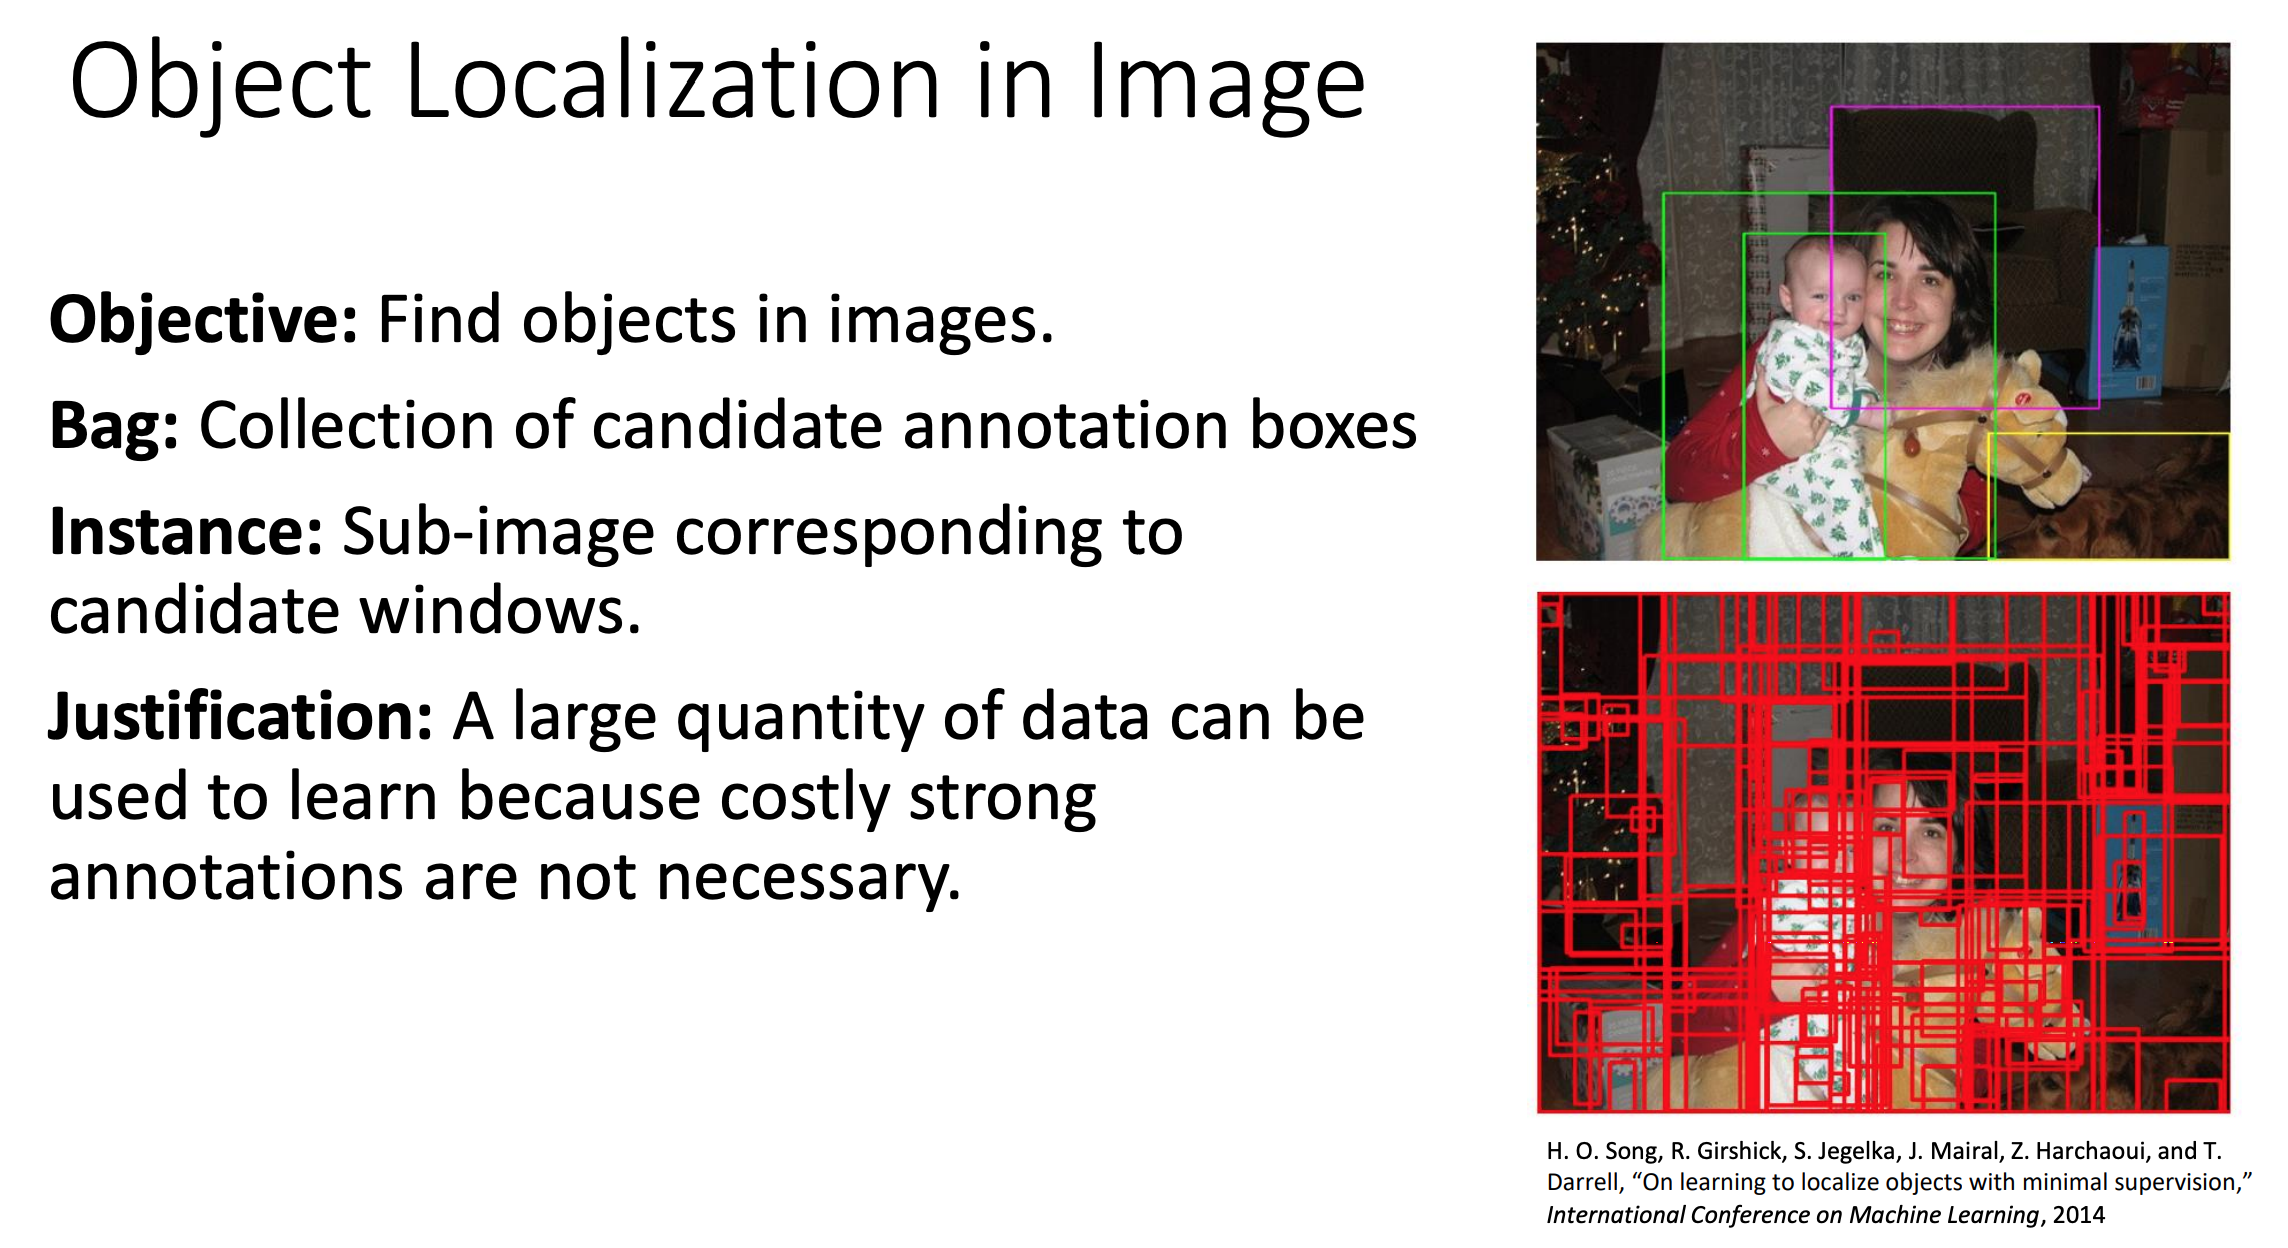 Object Localization in Image
Objective: Find objects in images.
Bag: Collection of candidate annotation boxes
Instance: Sub-image corresponding to
candidate windows.
Justification: A large quantity of data can be
used to learn because costly strong
annotations are not necessary.
H. O. Song, R. Girshick, S. Jegelka, J. Mairal, Z. Harchaoui, and T.
Darrell, “On learning to localize objects with minimal supervision,”
International Conference on Machine Learning, 2014